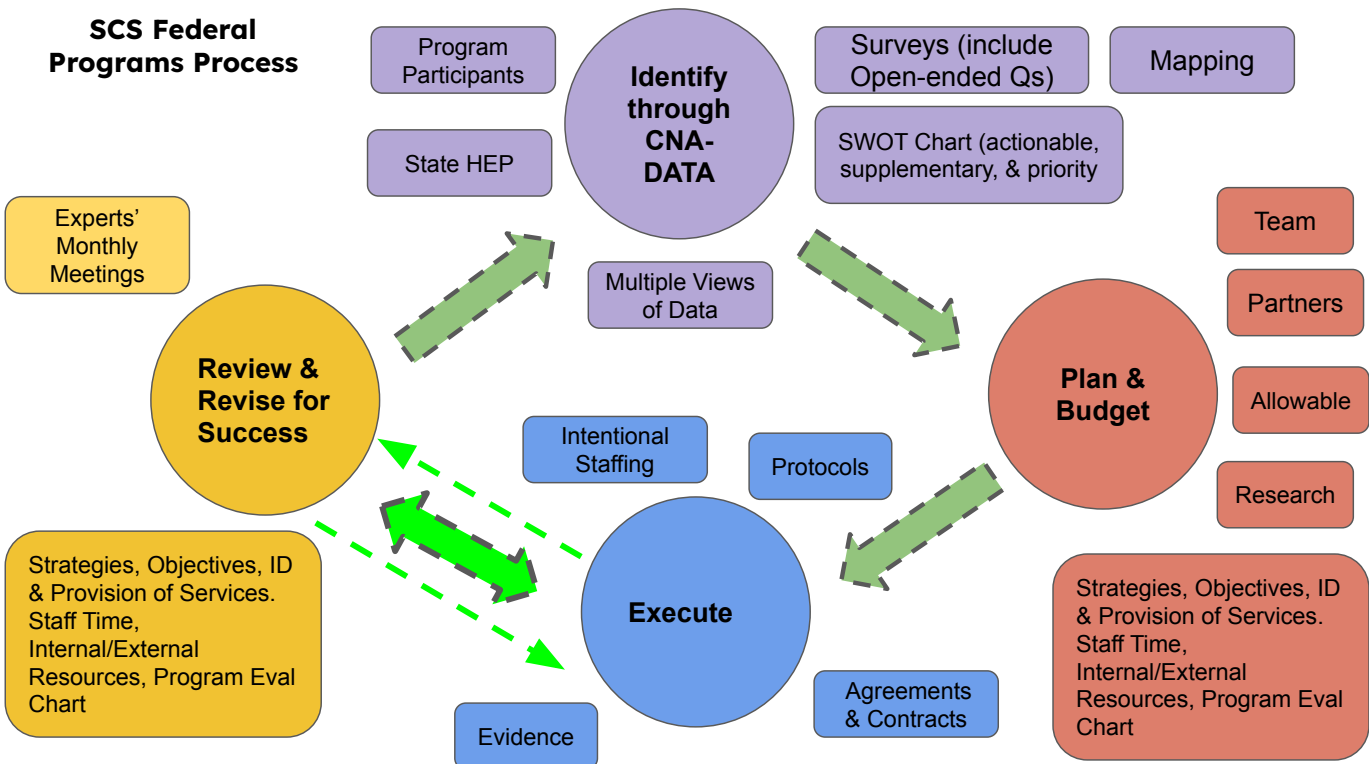 SCS Federal
Programs Process
Program
Participants
State HEP
Identify
through
CNA-
DATA
Surveys (include
Open-ended Qs)
Mapping
SWOT Chart (actionable,
supplementary, & priority
Multiple Views
of Data
Experts’
Monthly
Meetings
Review &
Revise for
Success
Strategies, Objectives, ID
& Provision of Services.
Staff Time,
Internal/External
Resources, Program Eval
Chart
Team
Partners
Allowable
Research
Plan &
Budget
Strategies, Objectives, ID
& Provision of Services.
Staff Time,
Internal/External
Resources, Program Eval
Chart
Intentional
Staffing
Protocols
Execute
Evidence
Agreements
& Contracts